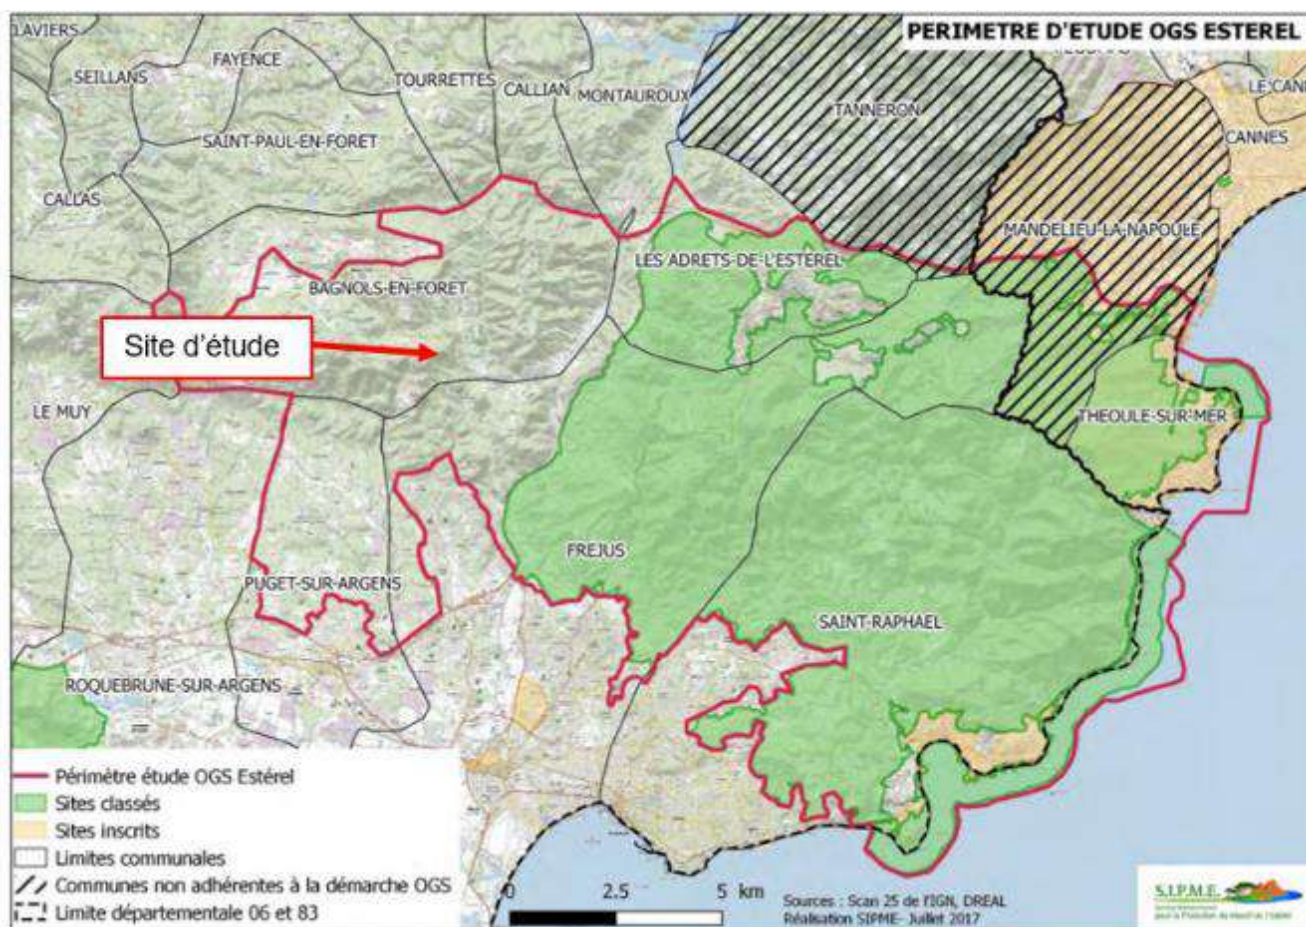 PERIMETRE D'ETUDE OGS ESTEREL
LAVIERS
SEILLANS
FAYENCE
TOURRETTES
CALLIAN
MONTAUROUX
TANNERON
LE CAN
CANNES
SAINT-PAUL-EN-FORET
CALLAS
MANDELIEU-LA-NAPOULE
LES ADRETS-DE-L'ESTEREL
BAGNOLS-EN-FORET
Site d'étude
LE MUY
THEOULE-SUR-MER
FREJUS
PUGET-SUR-ARGENS
SAINT-RAPHAEL
ROQUEBRUNE-SUR-ARGENS
Périmètre étude OGS Estérel
Sites classés
Sites inscrits
Limites communales
Communes non adhérentes à la démarche OGS
Limite départementale 06 et 83
0 2.5 5 km
Sources : Scan 25 de l'IGN, DREAL
Réalisation SIPME- Juillet 2017
S.I.P.M.E.